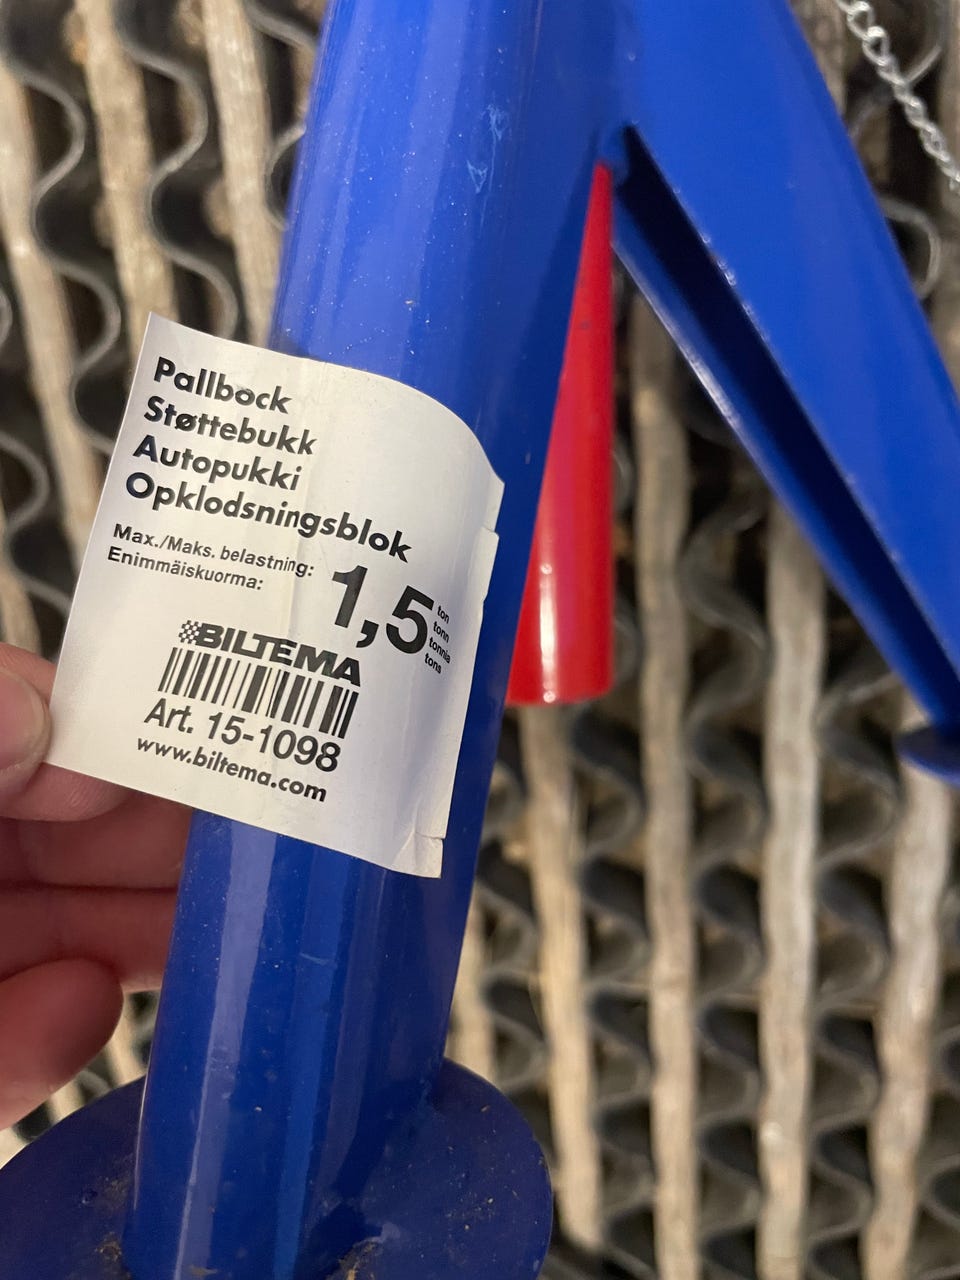 Pallbock
Støttebukk
Autopukki
Opklodsningsblok
Max./Maks. belastning:
Enimmäiskuorma:
1,5
ton
tonn
tonnia
tons
BILTEMA
Art. 15-1098
www.biltema.com